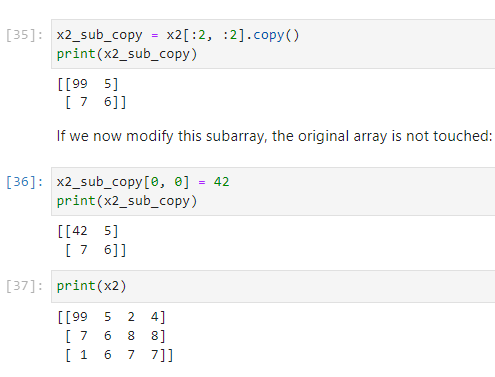 [35]: x2_sub_copy = x2[:2, :2].copy()
print(x2_sub_copy)
[[99  5]
 [ 7  6]]
If we now modify this subarray, the original array is not touched:
[36]: x2_sub_copy[0, 0] = 42
print(x2_sub_copy)
[[42  5]
 [ 7  6]]
[37]: print(x2)
[[99  5  2  4]
 [ 7  6  8  8]
 [ 1  6  7  7]]